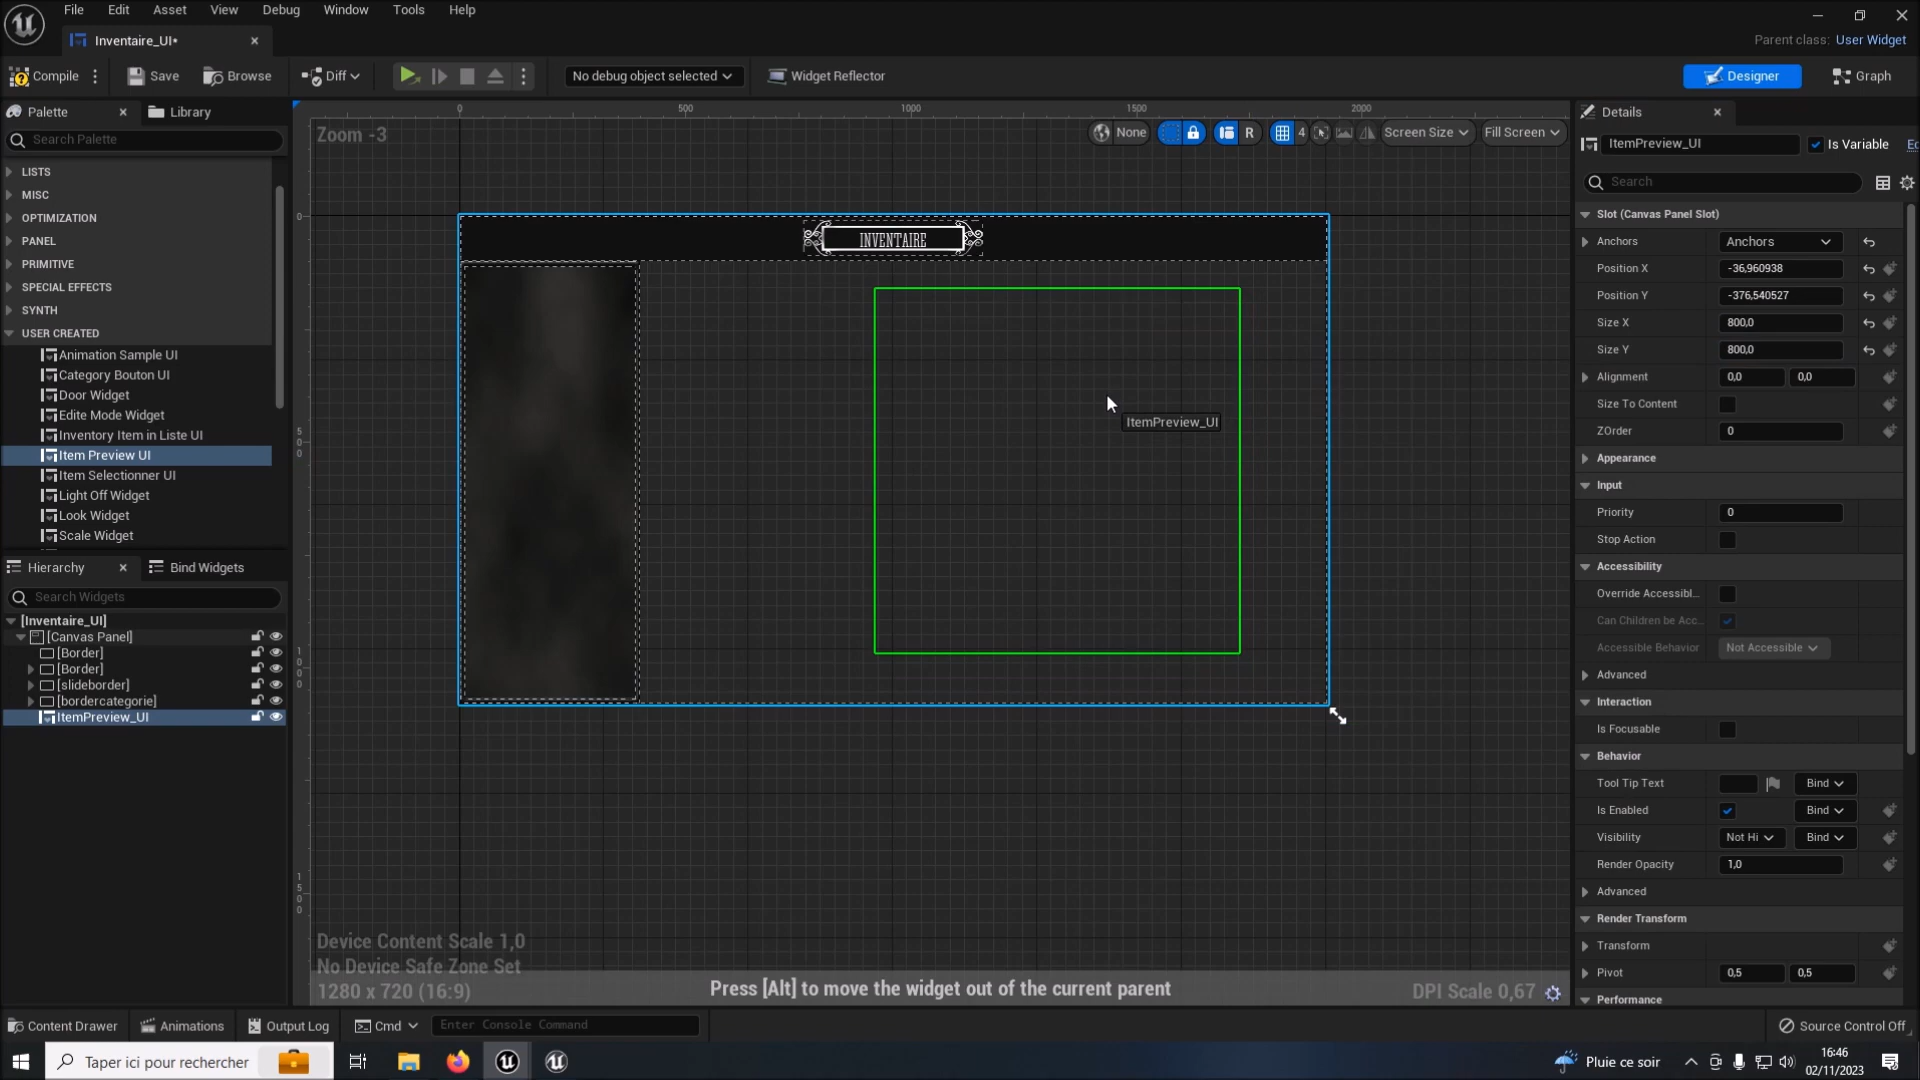 File Edit Asset View Debug Window Tools Help
Inventaire_UI•
Parent class: User Widget
Compile Save Browse Diff No debug object selected Widget Reflector Designer Graph
Palette Library
Search Palette
LISTS
MISC
OPTIMIZATION
PANEL
PRIMITIVE
SPECIAL EFFECTS
SYNTH
USER CREATED
Animation Sample UI
Category Bouton UI
Door Widget
Edite Mode Widget
Inventory Item in Liste UI
Item Preview UI
Item Selectionner UI
Light Off Widget
Look Widget
Scale Widget
Hierarchy Bind Widgets
Search Widgets
[Inventaire_UI]
[Canvas Panel]
[Border]
[Border]
[slideborder]
[bordercategorie]
ItemPreview_UI
0 500 1000 1500 2000
Zoom -3
None R 4 Screen Size Fill Screen
0
500
1000
1500
INVENTAIRE
ItemPreview_UI
Device Content Scale 1,0
No Device Safe Zone Set
1280 x 720 (16:9)
Press [Alt] to move the widget out of the current parent
DPI Scale 0,67
Details
ItemPreview_UI Is Variable
Search
Slot (Canvas Panel Slot)
Anchors Anchors
Position X -36,960938
Position Y -376,540527
Size X 800,0
Size Y 800,0
Alignment 0,0 0,0
Size To Content
ZOrder 0
Appearance
Input
Priority 0
Stop Action
Accessibility
Override Accessibl...
Can Children be Acc...
Accessible Behavior Not Accessible
Advanced
Interaction
Is Focusable
Behavior
Tool Tip Text Bind
Is Enabled Bind
Visibility Not Hi Bind
Render Opacity 1,0
Advanced
Render Transform
Transform
Pivot 0,5 0,5
Performance
Content Drawer Animations Output Log Cmd Enter Console Command Source Control Off
Taper ici pour rechercher
Pluie ce soir
16:46
02/11/2023